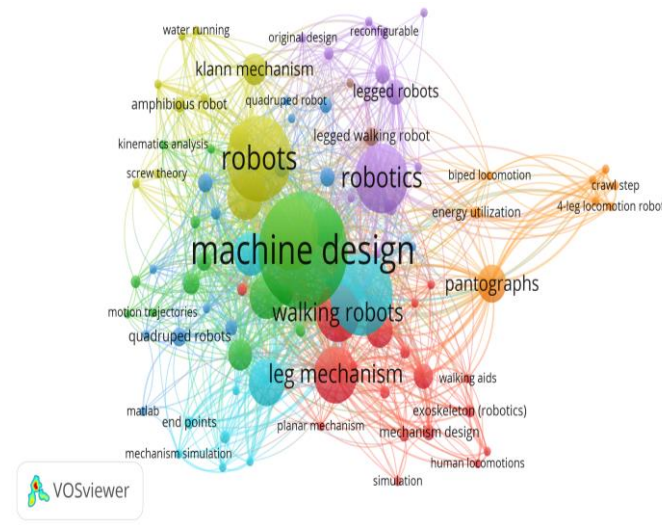 water running
original design
reconfigurable
klann mechanism
legged robots
amphibious robot
quadruped robot
legged walking robot
kinematics analysis
robots
screw theory
robotics
biped locomotion
crawl step
energy utilization
4-leg locomotion robot
machine design
pantographs
motion trajectories
walking robots
quadruped robots
leg mechanism
walking aids
matlab
end points
planar mechanism
exoskeletop (robotics)
mechanism design
mechanism simulation
human locomotions
simulation
VOSviewer